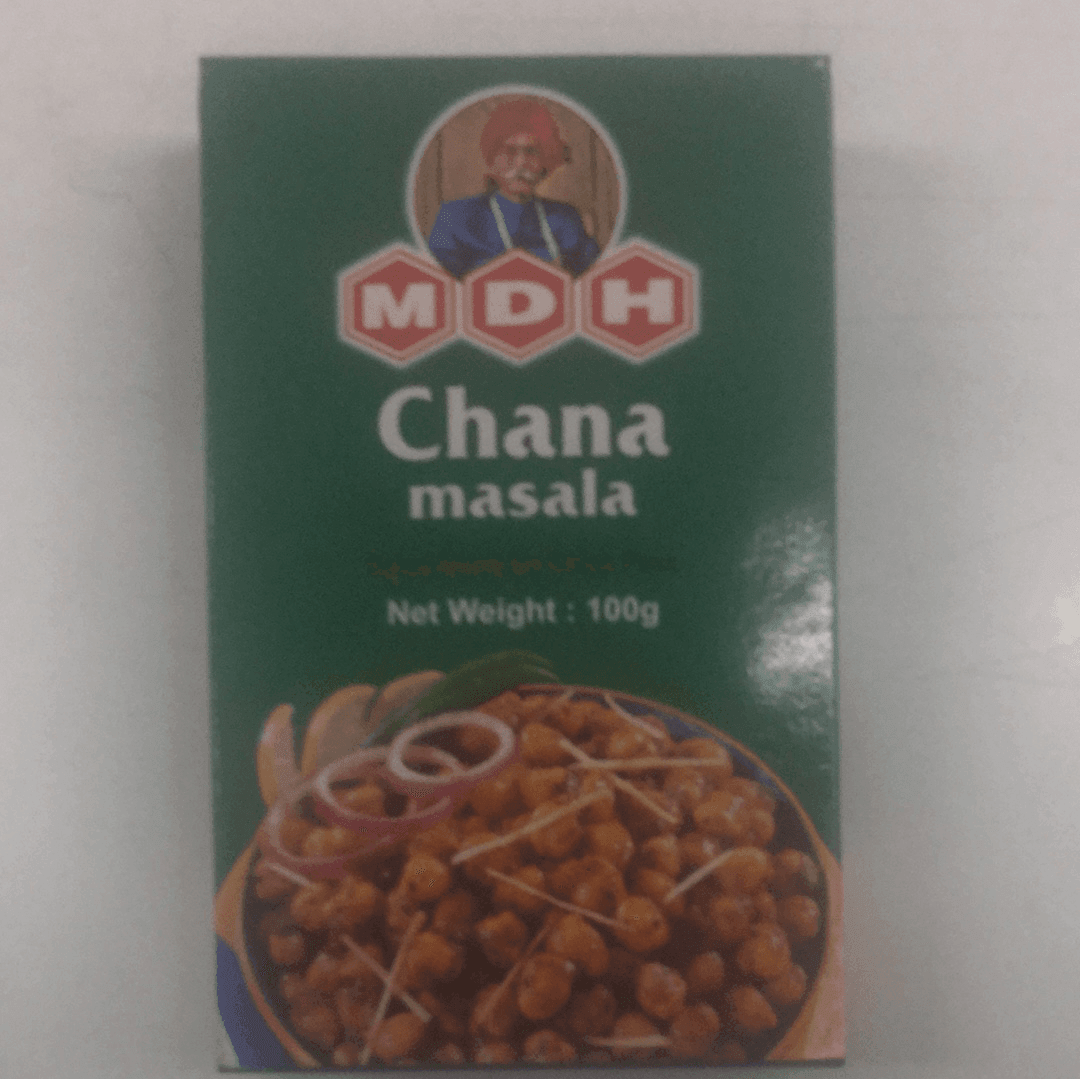 MDH
Chana
masala
Net Weight : 100g